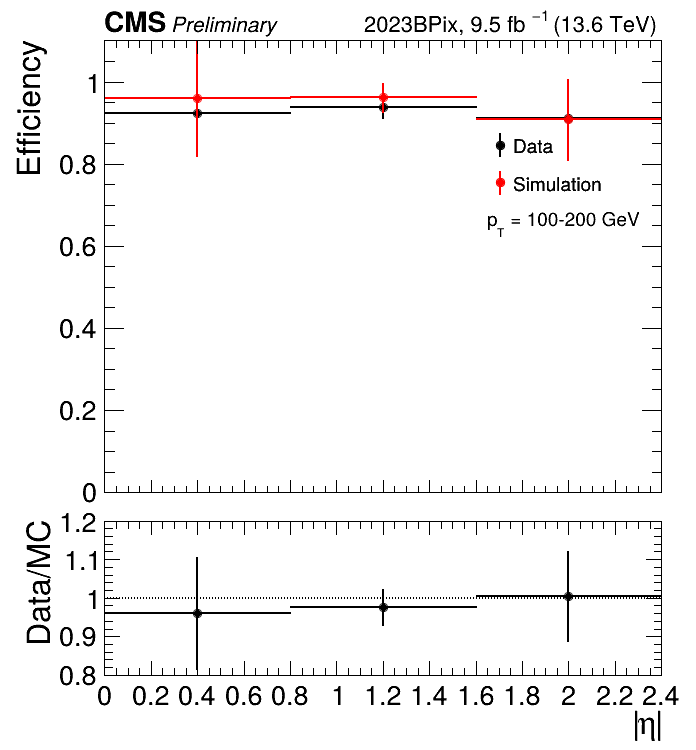 CMS Preliminary 2023BPix, 9.5 fb⁻¹ (13.6 TeV)
Efficiency
1
0.8
0.6
0.4
0.2
0
Data
Simulation
p_T = 100-200 GeV
Data/MC
1.2
1.1
1
0.9
0.8
0 0.2 0.4 0.6 0.8 1 1.2 1.4 1.6 1.8 2 2.2 2.4
|η|